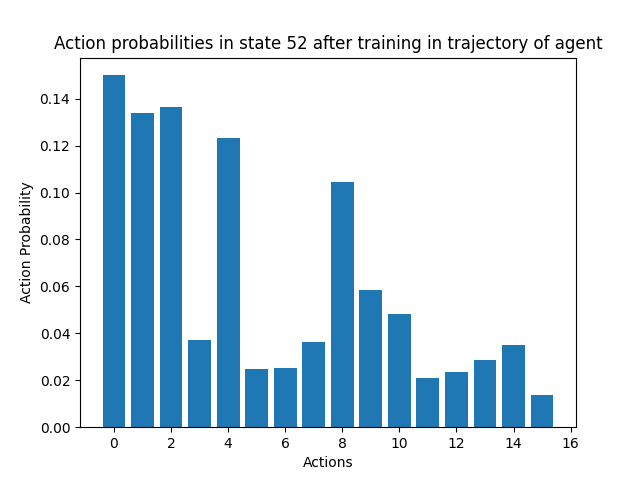 Action probabilities in state 52 after training in trajectory of agent
Action Probability
0.14
0.12
0.10
0.08
0.06
0.04
0.02
0.00
0 2 4 6 8 10 12 14 16
Actions